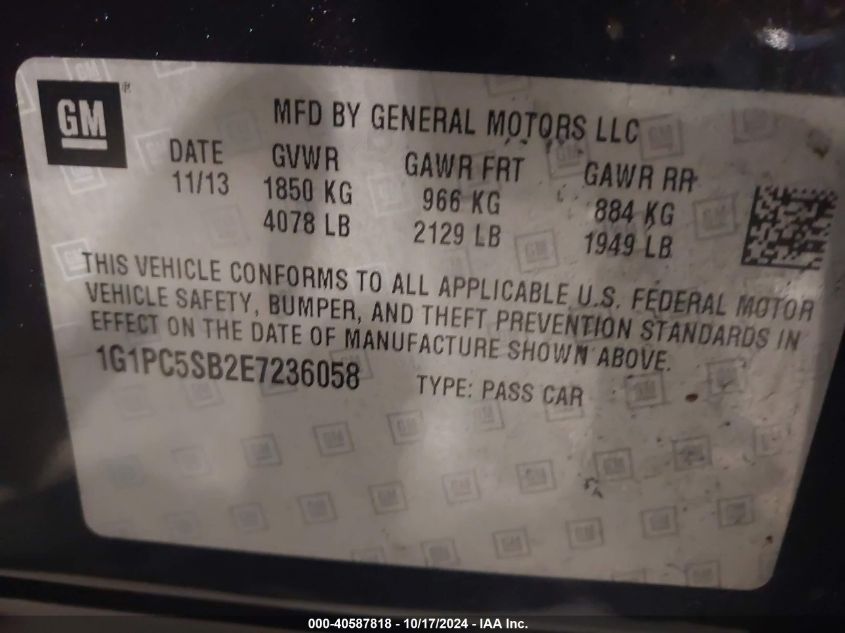 GM ®
MFD BY GENERAL MOTORS LLC
DATE GVWR GAWR FRT GAWR RR
11/13 1850 KG 966 KG 884 KG
4078 LB 2129 LB 1949 LB
THIS VEHICLE CONFORMS TO ALL APPLICABLE U.S. FEDERAL MOTOR
VEHICLE SAFETY, BUMPER, AND THEFT PREVENTION STANDARDS IN
EFFECT ON THE DATE OF MANUFACTURE SHOWN ABOVE.
1G1PC5SB2E7236058 TYPE: PASS CAR
000-40587818 - 10/17/2024 - IAA Inc.